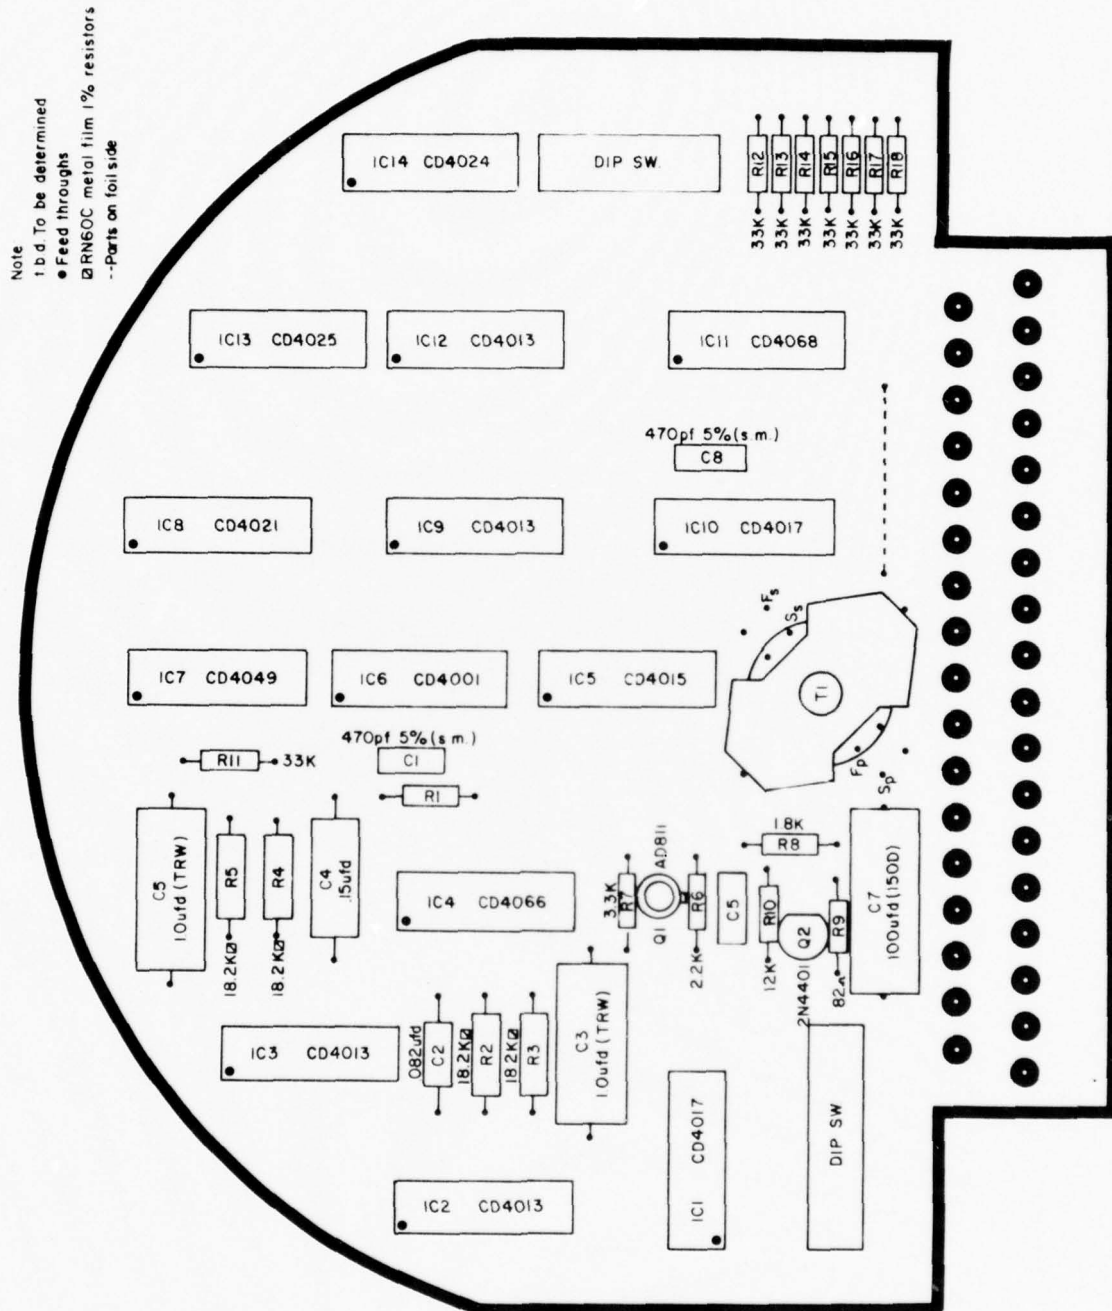 Note
t.b.d. To be determined
● Feed throughs
⍁ RN60C metal film 1% resistors
-- Parts on foil side
IC14 CD4024
DIP SW.
33K R12
33K R13
33K R14
33K R15
33K R16
33K R17
33K R18
IC13 CD4025
IC12 CD4013
IC11 CD4068
470pf 5% (s.m.)
C8
IC8 CD4021
IC9 CD4013
IC10 CD4017
Fs
Ss
IC7 CD4049
IC6 CD4001
IC5 CD4015
T1
Fp
Sp
R11 33K
470pf 5% (s.m.)
C1
R1
C5
1.0ufd (TRW)
18.2K⍁ R5
18.2K⍁ R4
C4
.15ufd
IC4 CD4066
3.3K R7
AD811
Q1
2.2K R6
C5
1.8K
R8
12K R10
Q2
2N4401
82Ω R9
C7
100ufd (150D)
IC3 CD4013
.082ufd
C2
18.2K⍁
R2
18.2K⍁
R3
C3
1.0ufd (TRW)
IC2 CD4013
IC1 CD4017
DIP SW